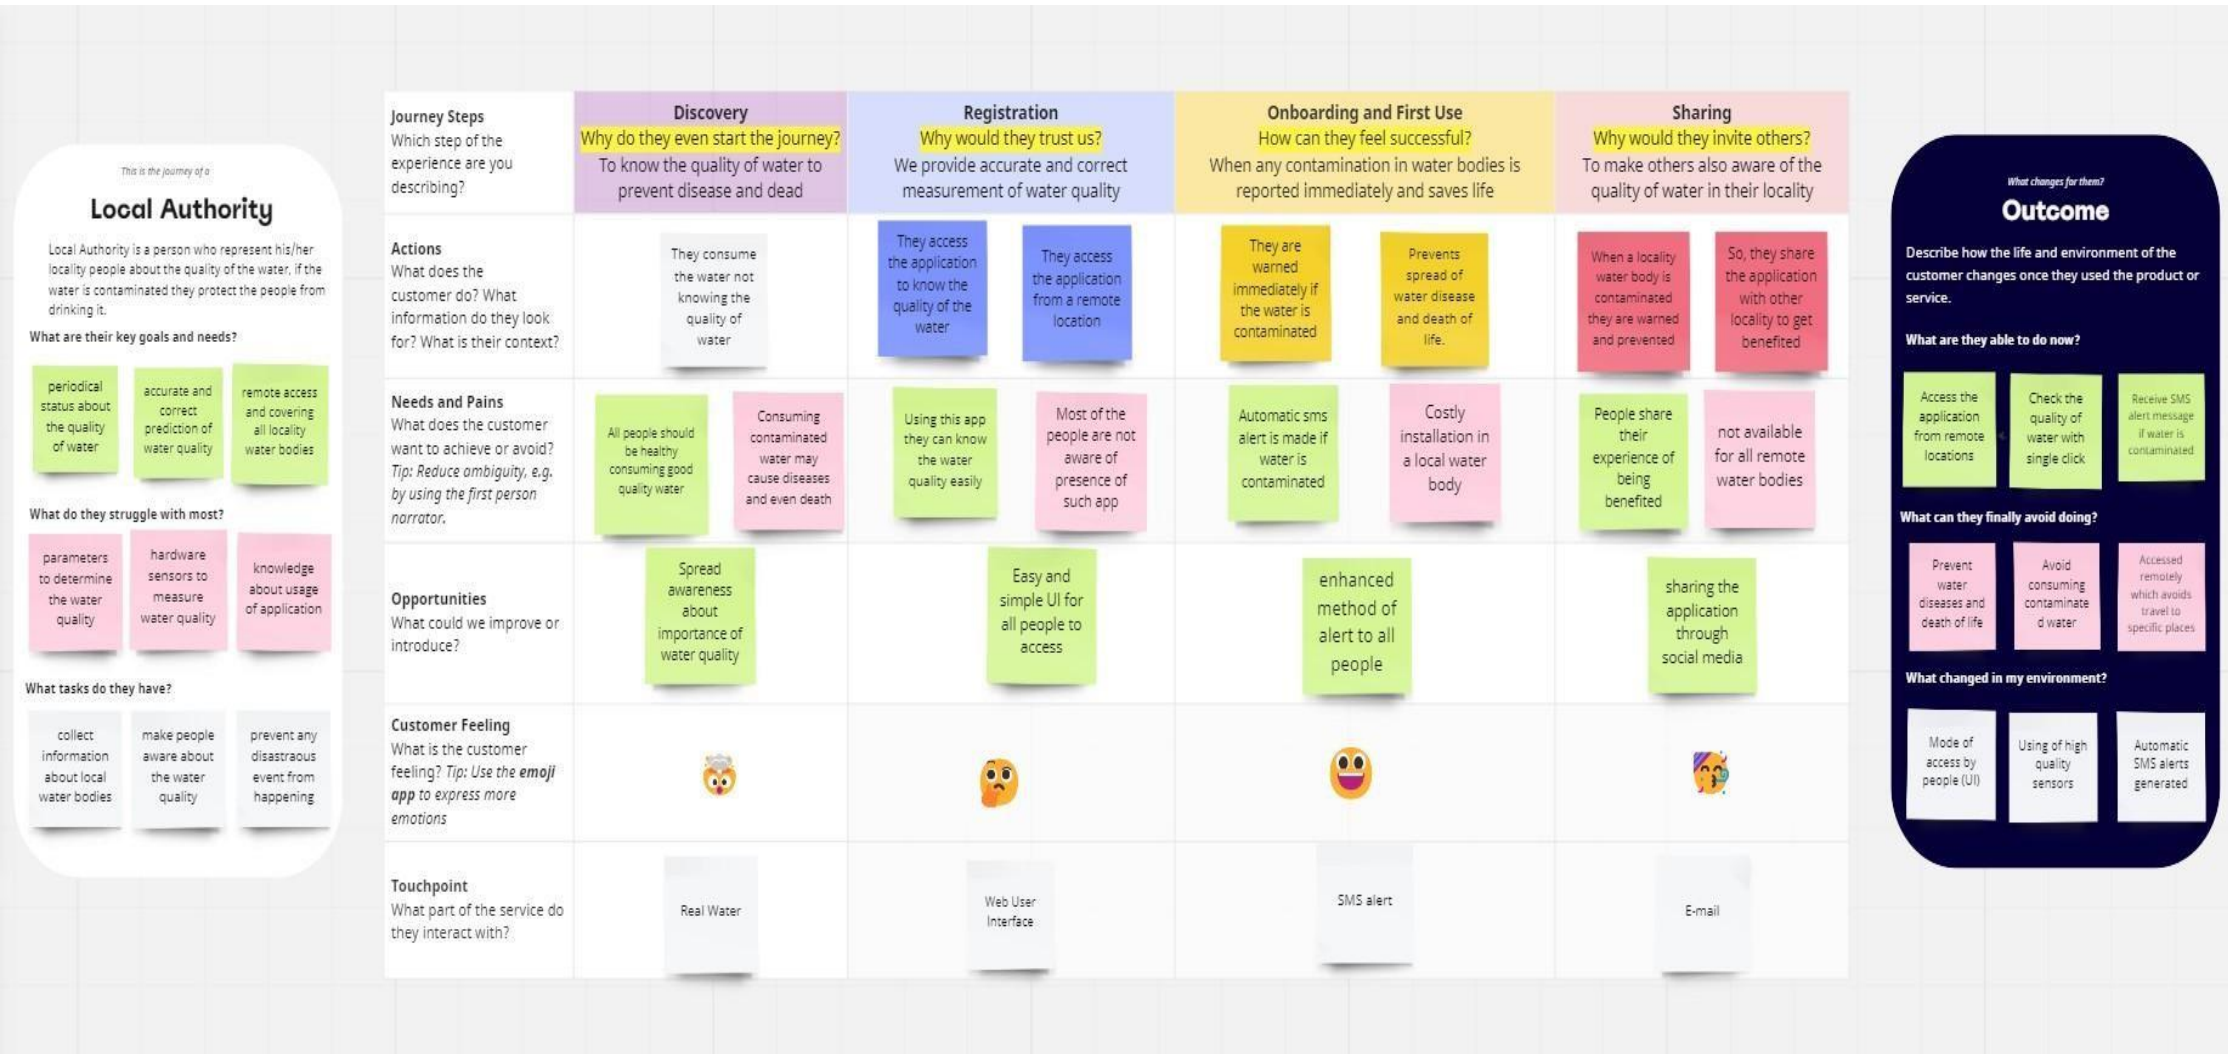 This is the journey of a
Local Authority
Local Authority is a person who represent his/her
locality people about the quality of the water, if the
water is contaminated they protect the people from
drinking it.
What are their key goals and needs?
periodical
status about
the quality
of water
accurate and
correct
prediction of
water quality
remote access
and covering
all locality
water bodies
What do they struggle with most?
parameters
to determine
the water
quality
hardware
sensors to
measure
water quality
knowledge
about usage
of application
What tasks do they have?
collect
information
about local
water bodies
make people
aware about
the water
quality
prevent any
disastraous
event from
happening
Journey Steps
Which step of the
experience are you
describing?
Discovery
Why do they even start the journey?
To know the quality of water to
prevent disease and dead
Registration
Why would they trust us?
We provide accurate and correct
measurement of water quality
Onboarding and First Use
How can they feel successful?
When any contamination in water bodies is
reported immediately and saves life
Sharing
Why would they invite others?
To make others also aware of the
quality of water in their locality
Actions
What does the
customer do? What
information do they look
for? What is their context?
They consume
the water not
knowing the
quality of
water
They access
the application
to know the
quality of the
water
They access
the application
from a remote
location
They are
warned
immediately if
the water is
contaminated
Prevents
spread of
water disease
and death of
life.
When a locality
water body is
contaminated
they are warned
and prevented
So, they share
the application
with other
locality to get
benefited
Needs and Pains
What does the customer
want to achieve or avoid?
Tip: Reduce ambiguity, e.g.
by using the first person
narrator.
All people should
be healthy
consuming good
quality water
Consuming
contaminated
water may
cause diseases
and even death
Using this app
they can know
the water
quality easily
Most of the
people are not
aware of
presence of
such app
Automatic sms
alert is made if
water is
contaminated
Costly
installation in
a local water
body
People share
their
experience of
being
benefited
not available
for all remote
water bodies
Opportunities
What could we improve or
introduce?
Spread
awareness
about
importance of
water quality
Easy and
simple UI for
all people to
access
enhanced
method of
alert to all
people
sharing the
application
through
social media
Customer Feeling
What is the customer
feeling? Tip: Use the emoji
app to express more
emotions
Touchpoint
What part of the service do
they interact with?
Real Water
Web User
Interface
SMS alert
E-mail
What changes for them?
Outcome
Describe how the life and environment of the
customer changes once they used the product or
service.
What are they able to do now?
Access the
application
from remote
locations
Check the
quality of
water with
single click
Receive SMS
alert message
if water is
contaminated
What can they finally avoid doing?
Prevent
water
diseases and
death of life
Avoid
consuming
contaminate
d water
Accessed
remotely
which avoids
travel to
specific places
What changed in my environment?
Mode of
access by
people (UI)
Using of high
quality
sensors
Automatic
SMS alerts
generated